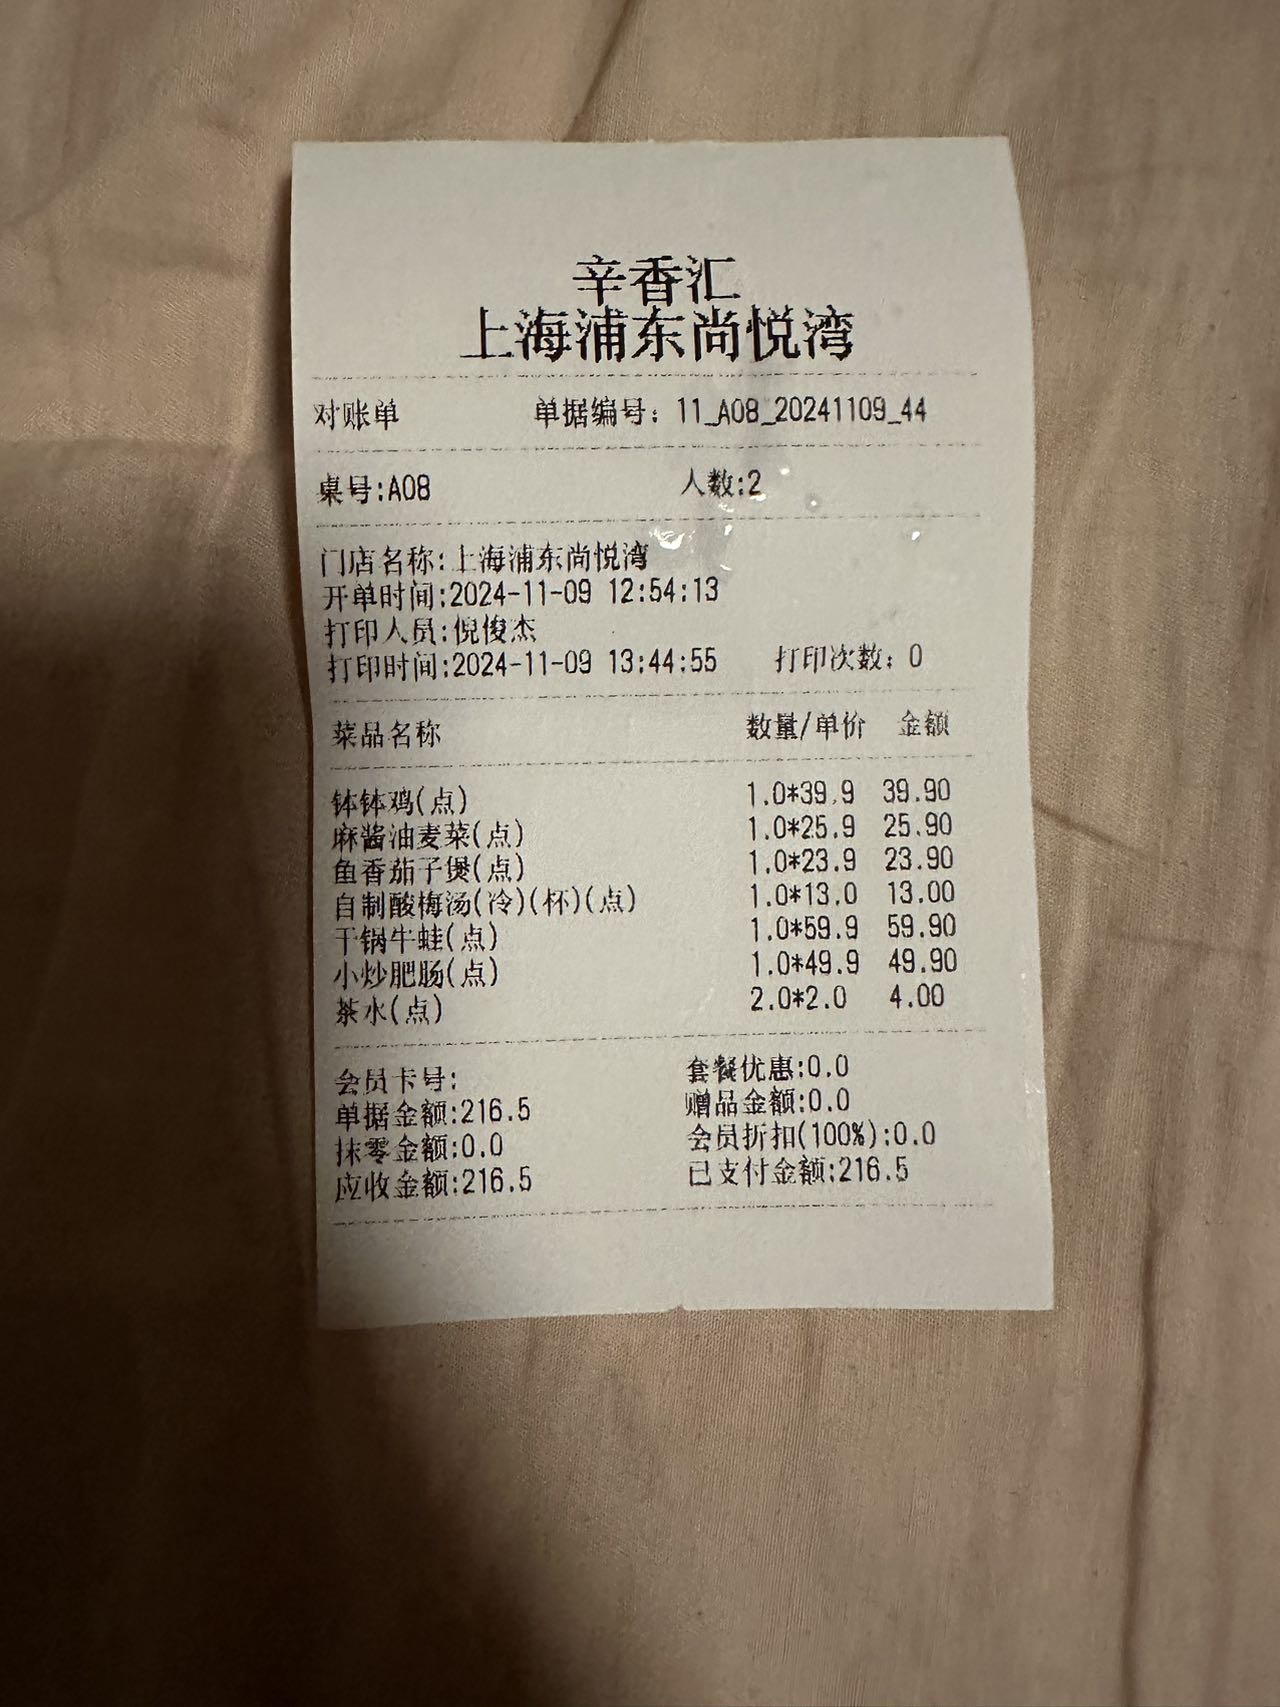 辛香汇
上海浦东尚悦湾
对账单 单据编号：11_A08_20241109_44
桌号:A08 人数:2
门店名称:上海浦东尚悦湾
开单时间:2024-11-09 12:54:13
打印人员:倪俊杰
打印时间:2024-11-09 13:44:55 打印次数：0
菜品名称 数量/单价 金额
钵钵鸡(点) 1.0*39.9 39.90
麻酱油麦菜(点) 1.0*25.9 25.90
鱼香茄子煲(点) 1.0*23.9 23.90
自制酸梅汤(冷)(杯)(点) 1.0*13.0 13.00
干锅牛蛙(点) 1.0*59.9 59.90
小炒肥肠(点) 1.0*49.9 49.90
茶水(点) 2.0*2.0 4.00
会员卡号: 套餐优惠:0.0
单据金额:216.5 赠品金额:0.0
抹零金额:0.0 会员折扣(100%):0.0
应收金额:216.5 已支付金额:216.5